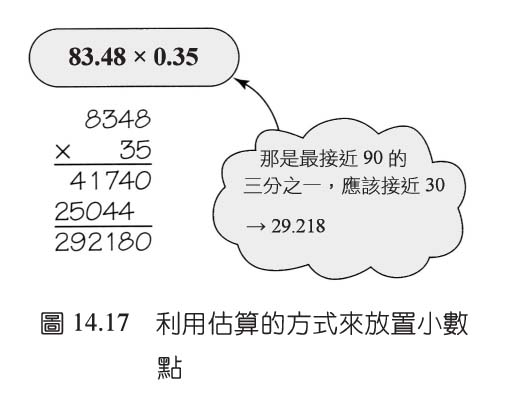 83.48 × 0.35
8348
× 35
41740
25044
292180
那是最接近 90 的
三分之一，應該接近 30
→ 29.218
圖 14.17 利用估算的方式來放置小數
點